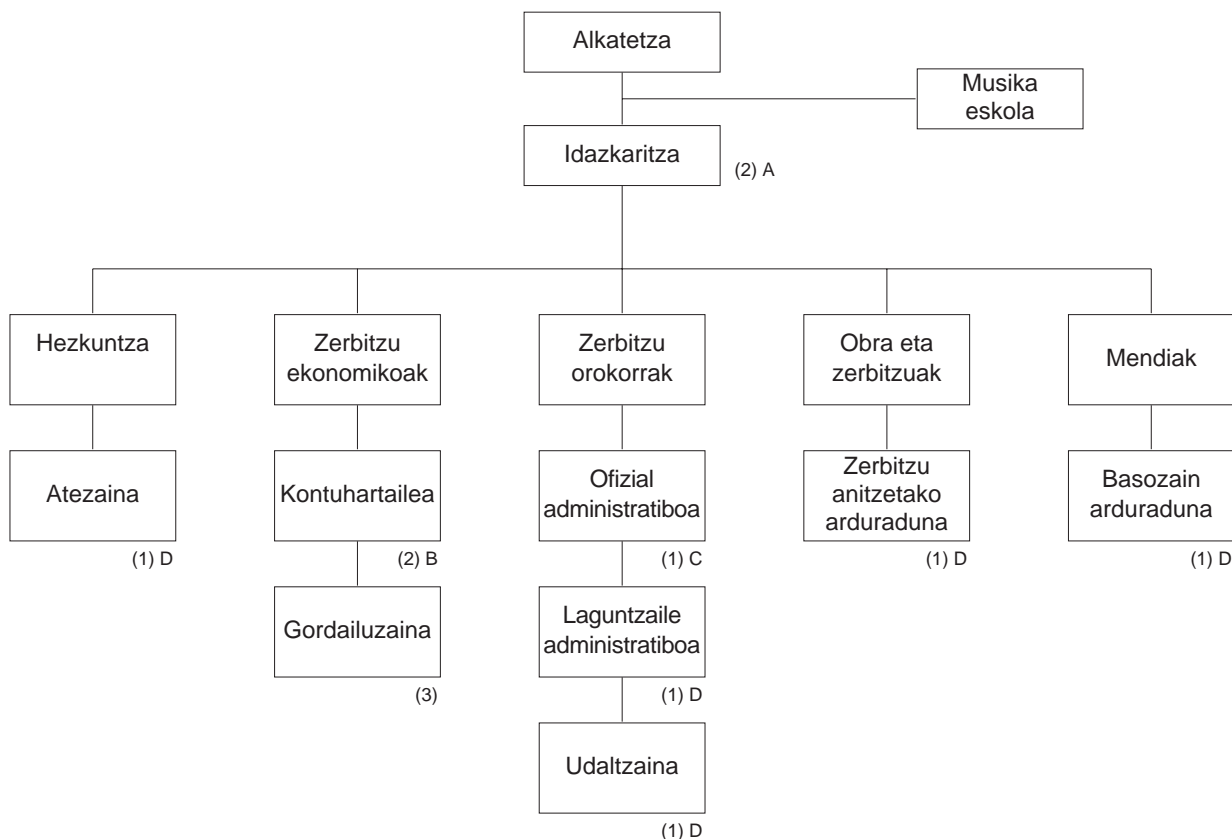 Alkatetza
Musika
eskola
Idazkaritza
(2) A
Hezkuntza
Zerbitzu
ekonomikoak
Zerbitzu
orokorrak
Obra eta
zerbitzuak
Mendiak
Atezaina
(1) D
Kontuhartailea
(2) B
Ofizial
administratiboa
(1) C
Zerbitzu
anitzetako
arduraduna
(1) D
Basozain
arduraduna
(1) D
Gordailuzaina
(3)
Laguntzaile
administratiboa
(1) D
Udaltzaina
(1) D